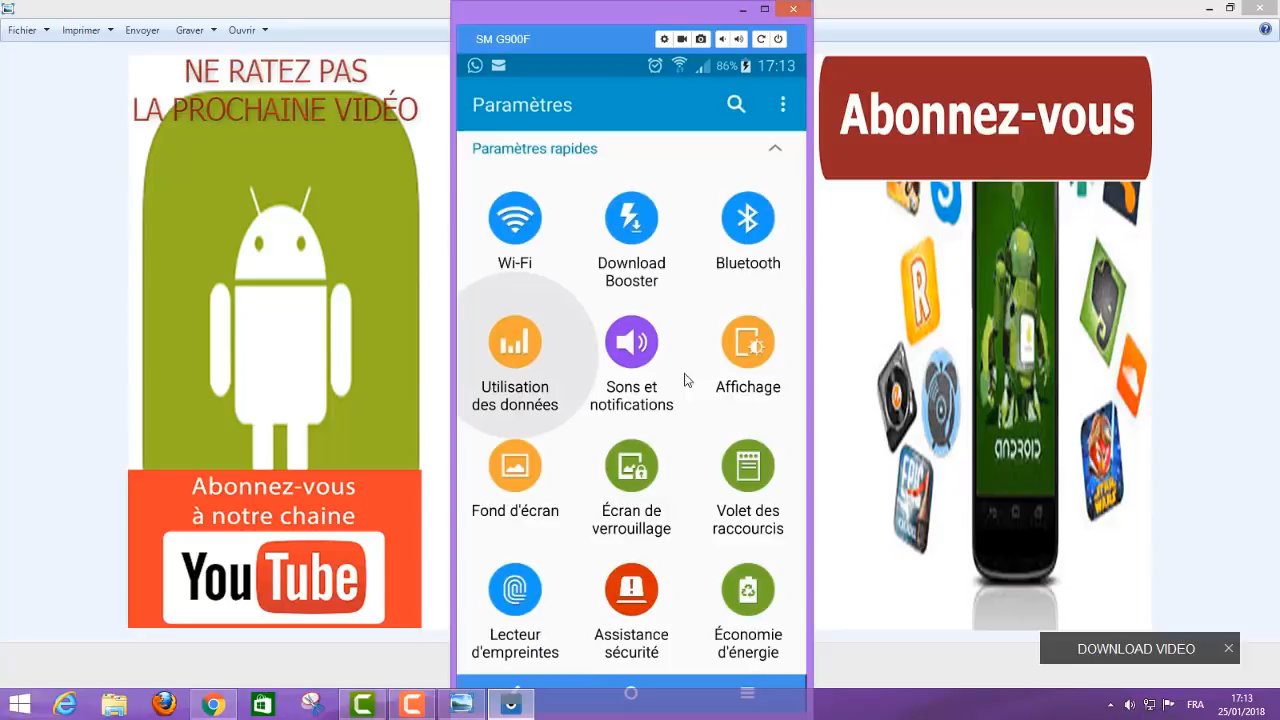 Fichier
Imprimer
Envoyer
Graver
Ouvrir
NE RATEZ PAS
LA PROCHAINE VIDÉO
Abonnez-vous
à notre chaine
YouTube
SM G900F
86%
17:13
Paramètres
Paramètres rapides
Wi-Fi
Download
Booster
Bluetooth
Utilisation
des données
Sons et
notifications
Affichage
Fond d'écran
Écran de
verrouillage
Volet des
raccourcis
Lecteur
d'empreintes
Assistance
sécurité
Économie
d'énergie
Abonnez-vous
ANDROID
STAR
WARS
DOWNLOAD VIDEO
FRA
17:13
25/01/2018